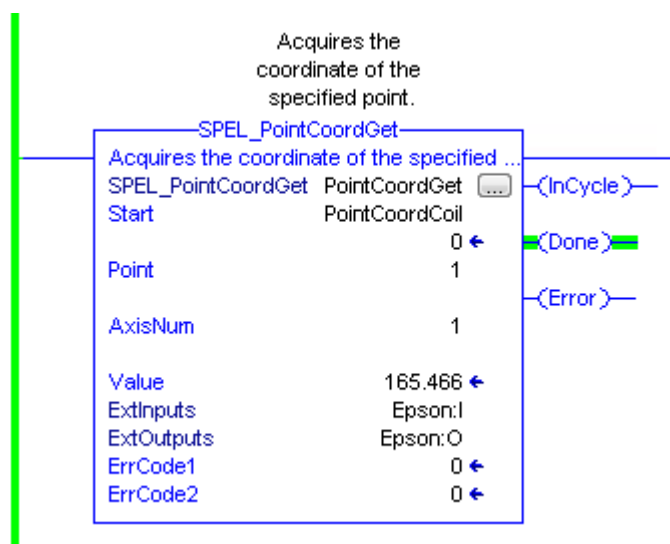 Acquires the
coordinate of the
specified point.
SPEL_PointCoordGet
Acquires the coordinate of the specified ...
SPEL_PointCoordGet PointCoordGet ... (InCycle)
Start PointCoordCoil
0 ← (Done)
Point 1
(Error)
AxisNum 1
Value 165.466 ←
ExtInputs Epson:I
ExtOutputs Epson:O
ErrCode1 0 ←
ErrCode2 0 ←